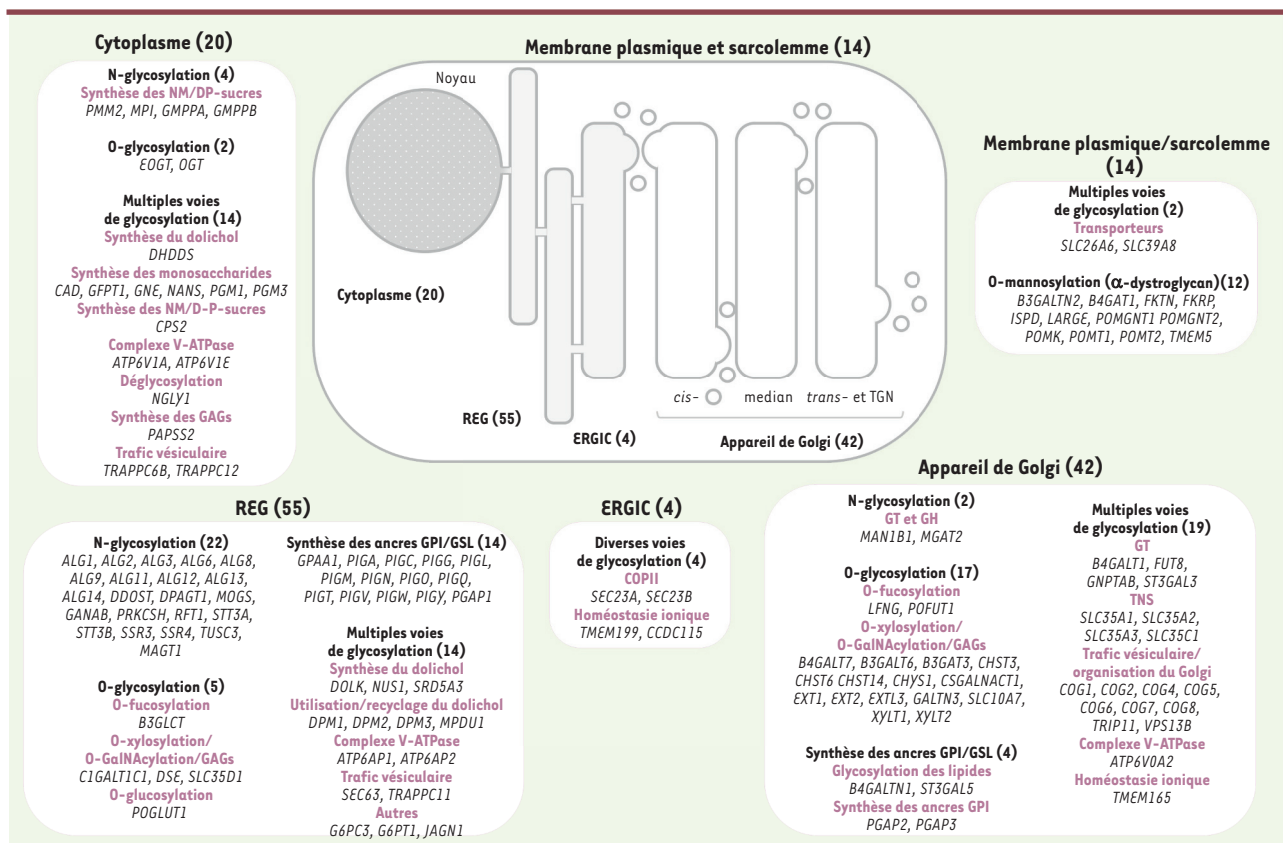 Cytoplasme (20)
N-glycosylation (4)
Synthèse des NM/DP-sucres
PMM2, MPI, GMPPA, GMPPB
O-glycosylation (2)
EOGT, OGT
Multiples voies
de glycosylation (14)
Synthèse du dolichol
DHDDS
Synthèse des monosaccharides
CAD, GFPT1, GNE, NANS, PGM1, PGM3
Synthèse des NM/D-P-sucres
CPS2
Complexe V-ATPase
ATP6V1A, ATP6V1E
Déglycosylation
NGLY1
Synthèse des GAGs
PAPSS2
Trafic vésiculaire
TRAPPC6B, TRAPPC12
Membrane plasmique et sarcolemme (14)
Noyau
Cytoplasme (20)
REG (55)
ERGIC (4)
cis-
median
trans- et TGN
Appareil de Golgi (42)
Membrane plasmique/sarcolemme
(14)
Multiples voies
de glycosylation (2)
Transporteurs
SLC26A6, SLC39A8
O-mannosylation (α-dystroglycan)(12)
B3GALTN2, B4GAT1, FKTN, FKRP,
ISPD, LARGE, POMGNT1 POMGNT2,
POMK, POMT1, POMT2, TMEM5
REG (55)
N-glycosylation (22)
ALG1, ALG2, ALG3, ALG6, ALG8,
ALG9, ALG11, ALG12, ALG13,
ALG14, DDOST, DPAGT1, MOGS,
GANAB, PRKCSH, RFT1, STT3A,
STT3B, SSR3, SSR4, TUSC3,
MAGT1
O-glycosylation (5)
O-fucosylation
B3GLCT
O-xylosylation/
O-GalNAcylation/GAGs
C1GALT1C1, DSE, SLC35D1
O-glucosylation
POGLUT1
Synthèse des ancres GPI/GSL (14)
GPAA1, PIGA, PIGC, PIGG, PIGL,
PIGM, PIGN, PIGO, PIGQ,
PIGT, PIGV, PIGW, PIGY, PGAP1
Multiples voies
de glycosylation (14)
Synthèse du dolichol
DOLK, NUS1, SRD5A3
Utilisation/recyclage du dolichol
DPM1, DPM2, DPM3, MPDU1
Complexe V-ATPase
ATP6AP1, ATP6AP2
Trafic vésiculaire
SEC63, TRAPPC11
Autres
G6PC3, G6PT1, JAGN1
ERGIC (4)
Diverses voies
de glycosylation (4)
COPII
SEC23A, SEC23B
Homéostasie ionique
TMEM199, CCDC115
Appareil de Golgi (42)
N-glycosylation (2)
GT et GH
MAN1B1, MGAT2
O-glycosylation (17)
O-fucosylation
LFNG, POFUT1
O-xylosylation/
O-GalNAcylation/GAGs
B4GALT7, B3GALT6, B3GAT3, CHST3,
CHST6 CHST14, CHYS1, CSGALNACT1,
EXT1, EXT2, EXTL3, GALTN3, SLC10A7,
XYLT1, XYLT2
Synthèse des ancres GPI/GSL (4)
Glycosylation des lipides
B4GALTN1, ST3GAL5
Synthèse des ancres GPI
PGAP2, PGAP3
Multiples voies
de glycosylation (19)
GT
B4GALT1, FUT8,
GNPTAB, ST3GAL3
TNS
SLC35A1, SLC35A2,
SLC35A3, SLC35C1
Trafic vésiculaire/
organisation du Golgi
COG1, COG2, COG4, COG5,
COG6, COG7, COG8,
TRIP11, VPS13B
Complexe V-ATPase
ATP6V0A2
Homéostasie ionique
TMEM165